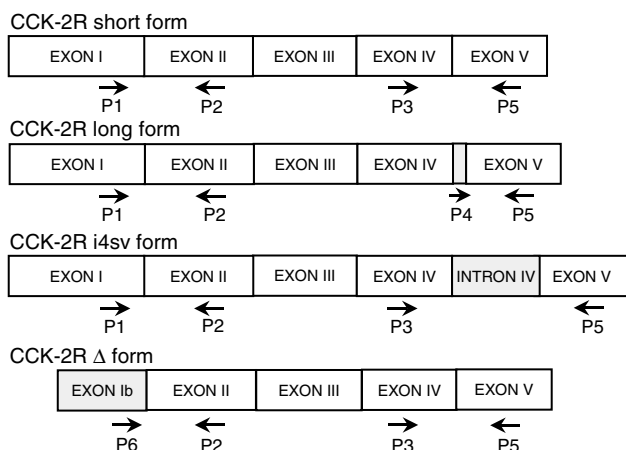 CCK-2R short form
EXON I EXON II EXON III EXON IV EXON V
P1 P2 P3 P5
CCK-2R long form
EXON I EXON II EXON III EXON IV EXON V
P1 P2 P4 P5
CCK-2R i4sv form
EXON I EXON II EXON III EXON IV INTRON IV EXON V
P1 P2 P3 P5
CCK-2R Δ form
EXON Ib EXON II EXON III EXON IV EXON V
P6 P2 P3 P5